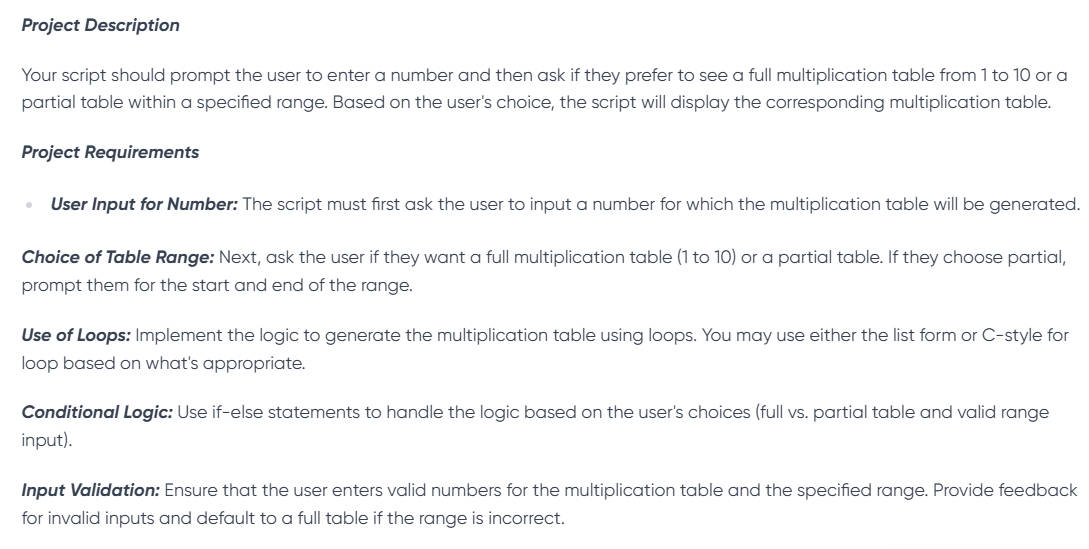 Project Description
Your script should prompt the user to enter a number and then ask if they prefer to see a full multiplication table from 1 to 10 or a
partial table within a specified range. Based on the user's choice, the script will display the corresponding multiplication table.
Project Requirements
User Input for Number: The script must first ask the user to input a number for which the multiplication table will be generated.
Choice of Table Range: Next, ask the user if they want a full multiplication table (1 to 10) or a partial table. If they choose partial,
prompt them for the start and end of the range.
Use of Loops: Implement the logic to generate the multiplication table using loops. You may use either the list form or C-style for
loop based on what's appropriate.
Conditional Logic: Use if-else statements to handle the logic based on the user's choices (full vs. partial table and valid range
input).
Input Validation: Ensure that the user enters valid numbers for the multiplication table and the specified range. Provide feedback
for invalid inputs and default to a full table if the range is incorrect.